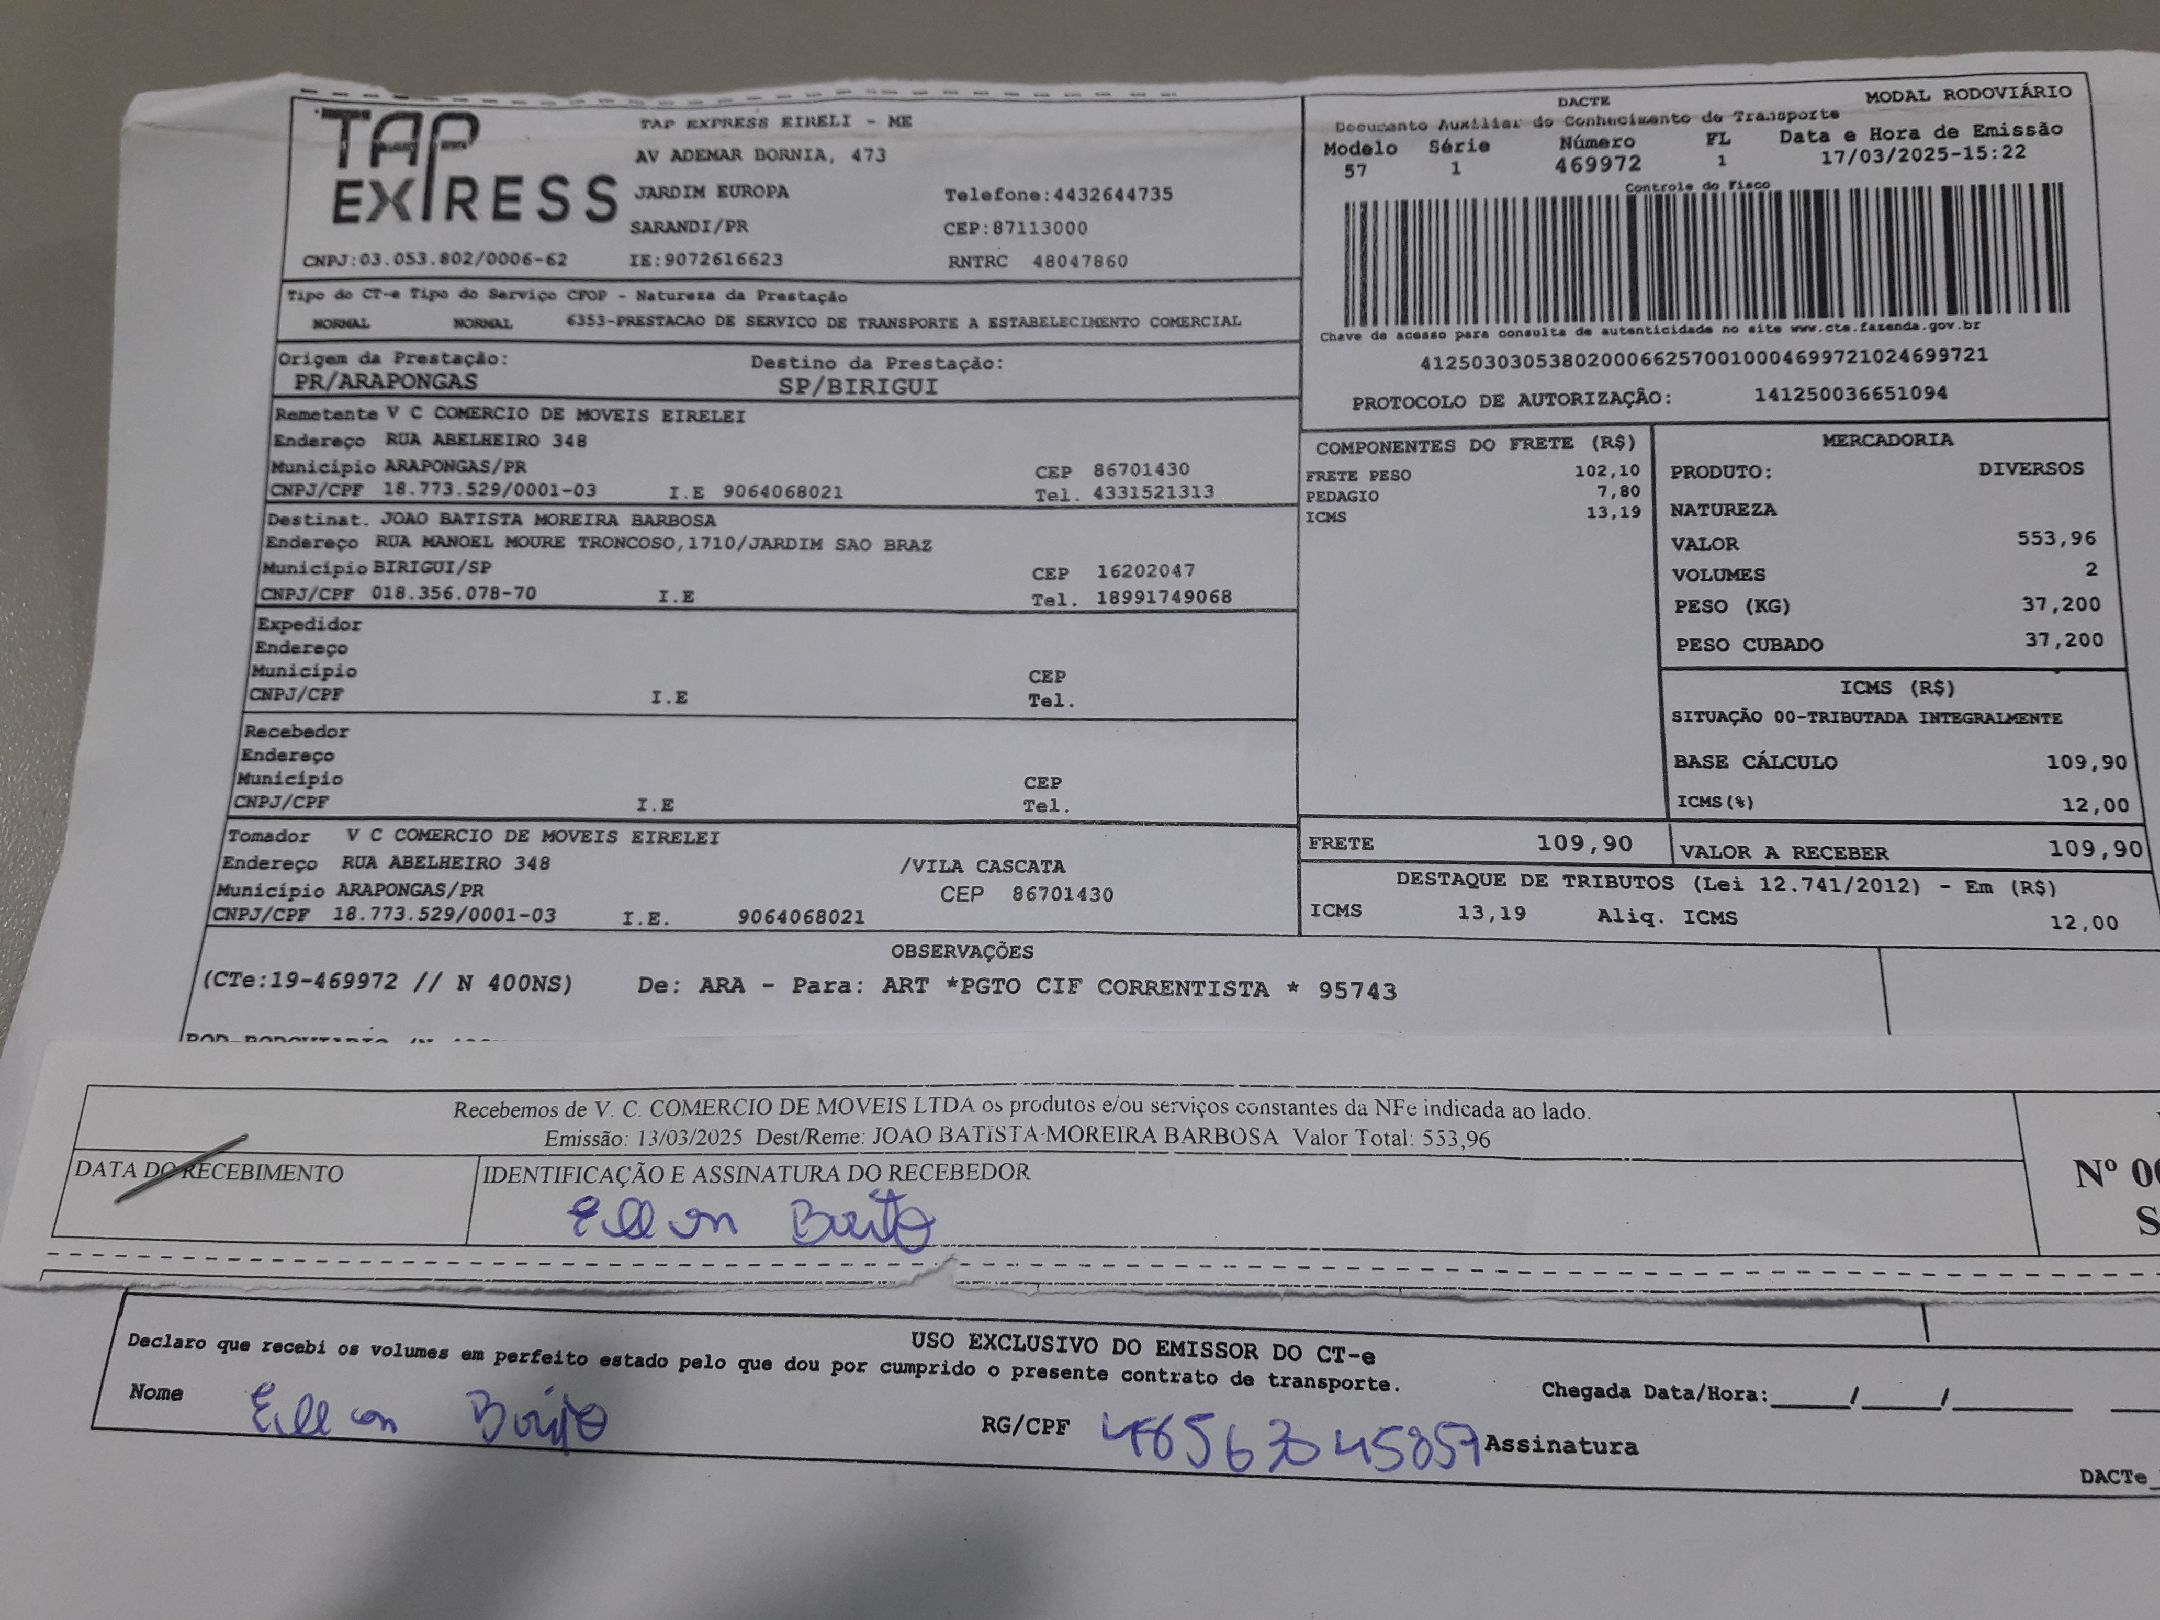 TAP EXPRESS
TAP EXPRESS EIRELI - ME
AV ADEMAR BORNIA, 473
JARDIM EUROPA Telefone:4432644735
SARANDI/PR CEP:87113000
CNPJ:03.053.802/0006-62 IE:9072616623 RNTRC 48047860
DACTE MODAL RODOVIÁRIO
Documento Auxiliar do Conhecimento de Transporte
Modelo Série Número FL Data e Hora de Emissão
57 1 469972 1 17/03/2025-15:22
Controle do Fisco
Chave de acesso para consulta de autenticidade no site www.cte.fazenda.gov.br
41250303053802000662570010004699721024699721
PROTOCOLO DE AUTORIZAÇÃO: 141250036651094
Tipo do CT-e Tipo do Serviço CFOP - Natureza da Prestação
NORMAL NORMAL 6353-PRESTACAO DE SERVICO DE TRANSPORTE A ESTABELECIMENTO COMERCIAL
Origem da Prestação: Destino da Prestação:
PR/ARAPONGAS SP/BIRIGUI
Remetente V C COMERCIO DE MOVEIS EIRELEI
Endereço RUA ABELHEIRO 348
Município ARAPONGAS/PR CEP 86701430
CNPJ/CPF 18.773.529/0001-03 I.E 9064068021 Tel. 4331521313
Destinat. JOAO BATISTA MOREIRA BARBOSA
Endereço RUA MANOEL MOURE TRONCOSO,1710/JARDIM SAO BRAZ
Município BIRIGUI/SP CEP 16202047
CNPJ/CPF 018.356.078-70 I.E Tel. 18991749068
Expedidor
Endereço
Município CEP
CNPJ/CPF I.E Tel.
Recebedor
Endereço
Município CEP
CNPJ/CPF I.E Tel.
Tomador V C COMERCIO DE MOVEIS EIRELEI
Endereço RUA ABELHEIRO 348 /VILA CASCATA
Município ARAPONGAS/PR CEP 86701430
CNPJ/CPF 18.773.529/0001-03 I.E. 9064068021
COMPONENTES DO FRETE (R$)
FRETE PESO 102,10
PEDAGIO 7,80
ICMS 13,19
MERCADORIA
PRODUTO: DIVERSOS
NATUREZA
VALOR 553,96
VOLUMES 2
PESO (KG) 37,200
PESO CUBADO 37,200
ICMS (R$)
SITUAÇÃO 00-TRIBUTADA INTEGRALMENTE
BASE CÁLCULO 109,90
ICMS(%) 12,00
FRETE 109,90 VALOR A RECEBER 109,90
DESTAQUE DE TRIBUTOS (Lei 12.741/2012) - Em (R$)
ICMS 13,19 Aliq. ICMS 12,00
OBSERVAÇÕES
(CTe:19-469972 // N 400NS) De: ARA - Para: ART *PGTO CIF CORRENTISTA * 95743
Recebemos de V. C. COMERCIO DE MOVEIS LTDA os produtos e/ou serviços constantes da NFe indicada ao lado.
Emissão: 13/03/2025 Dest/Reme: JOAO BATISTA MOREIRA BARBOSA Valor Total: 553,96
DATA DO RECEBIMENTO IDENTIFICAÇÃO E ASSINATURA DO RECEBEDOR
Nº 00
S
USO EXCLUSIVO DO EMISSOR DO CT-e
Declaro que recebi os volumes em perfeito estado pelo que dou por cumprido o presente contrato de transporte.
Nome RG/CPF Assinatura
Chegada Data/Hora:____/____/____
DACTe_